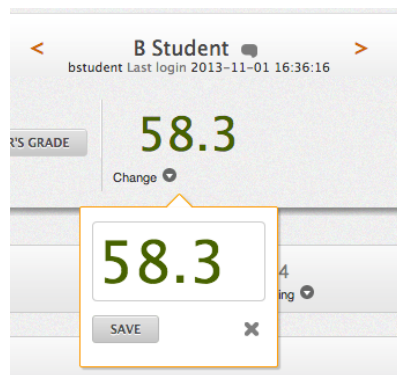 < B Student >
bstudent Last login 2013-11-01 16:36:16
R'S GRADE
58.3
Change
58.3
4
ing
SAVE